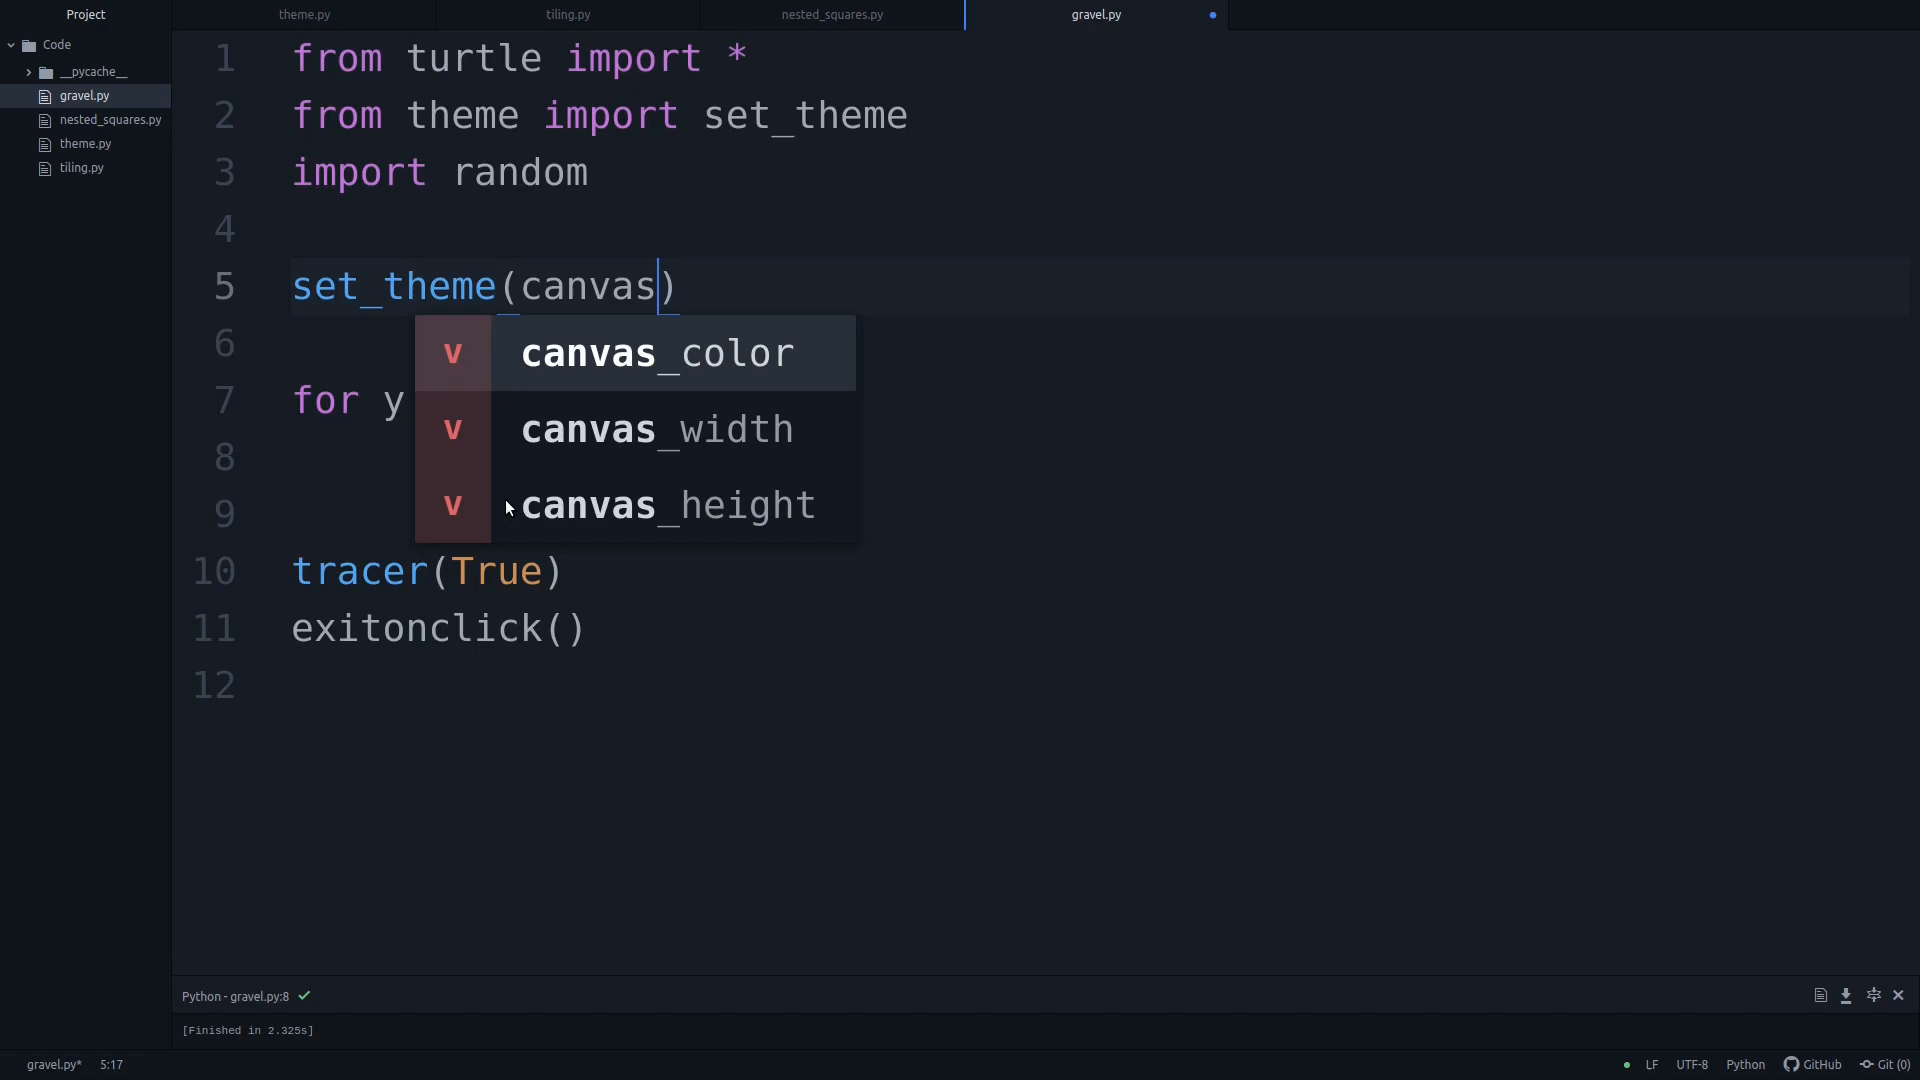 Project
theme.py
tiling.py
nested_squares.py
gravel.py
Code
__pycache__
gravel.py
nested_squares.py
theme.py
tiling.py
1 from turtle import *
2 from theme import set_theme
3 import random
4
5 set_theme(canvas)
6
v canvas_color
7 for y
v canvas_width
8
9
v canvas_height
10 tracer(True)
11 exitonclick()
12
Python - gravel.py:8
[Finished in 2.325s]
gravel.py* 5:17
LF UTF-8 Python GitHub Git (0)